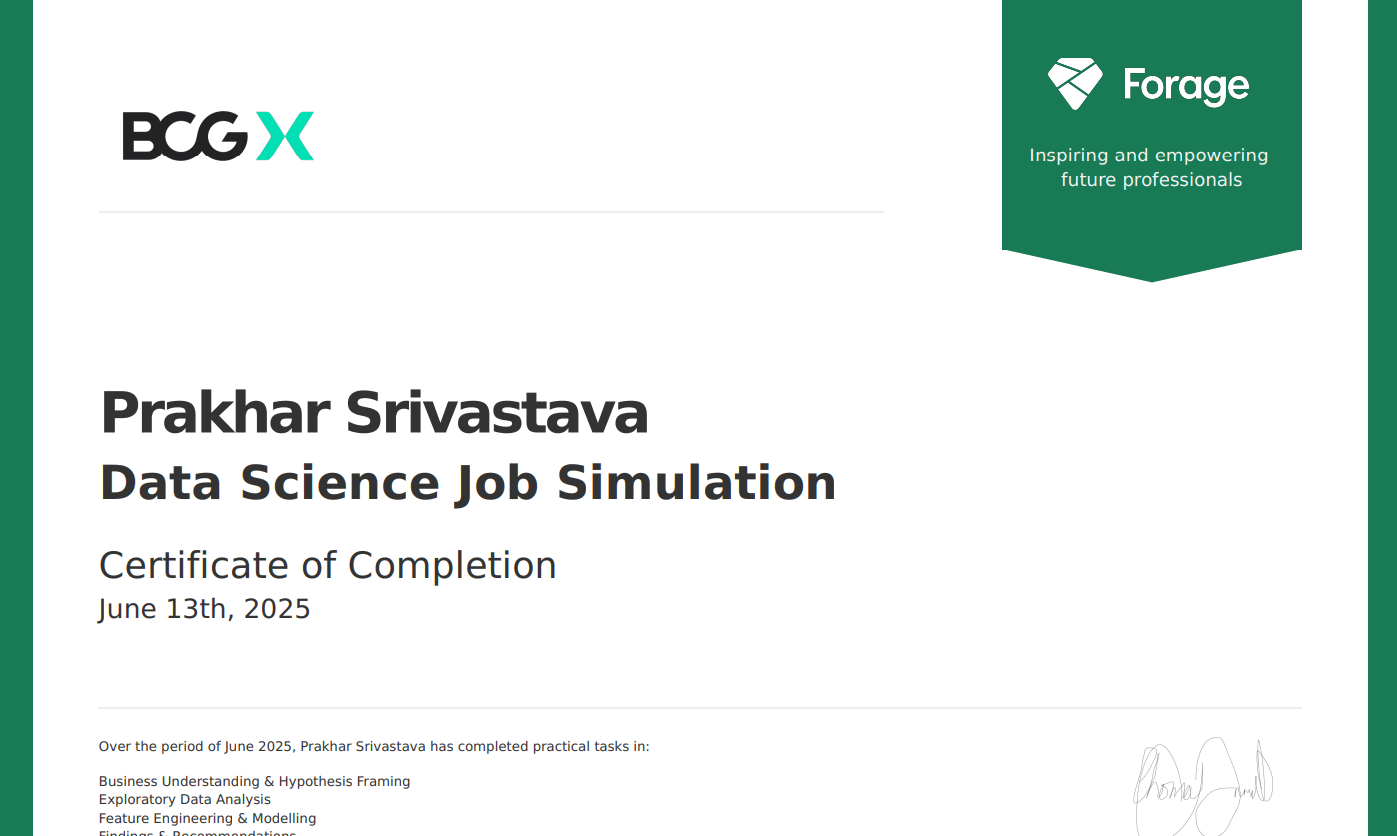 BCG X
Forage
Inspiring and empowering
future professionals
Prakhar Srivastava
Data Science Job Simulation
Certificate of Completion
June 13th, 2025
Over the period of June 2025, Prakhar Srivastava has completed practical tasks in:
Business Understanding & Hypothesis Framing
Exploratory Data Analysis
Feature Engineering & Modelling
Findings & Recommendations